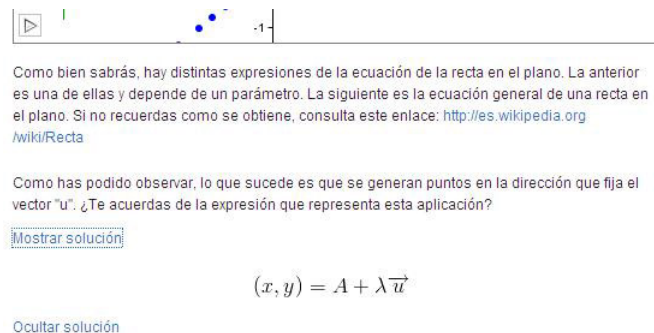 -1
Como bien sabrás, hay distintas expresiones de la ecuación de la recta en el plano. La anterior
es una de ellas y depende de un parámetro. La siguiente es la ecuación general de una recta en
el plano. Si no recuerdas como se obtiene, consulta este enlace: http://es.wikipedia.org
/wiki/Recta
Como has podido observar, lo que sucede es que se generan puntos en la dirección que fija el
vector "u". ¿Te acuerdas de la expresión que representa esta aplicación?
Mostrar solución
(x, y) = A + λu⃗
Ocultar solución